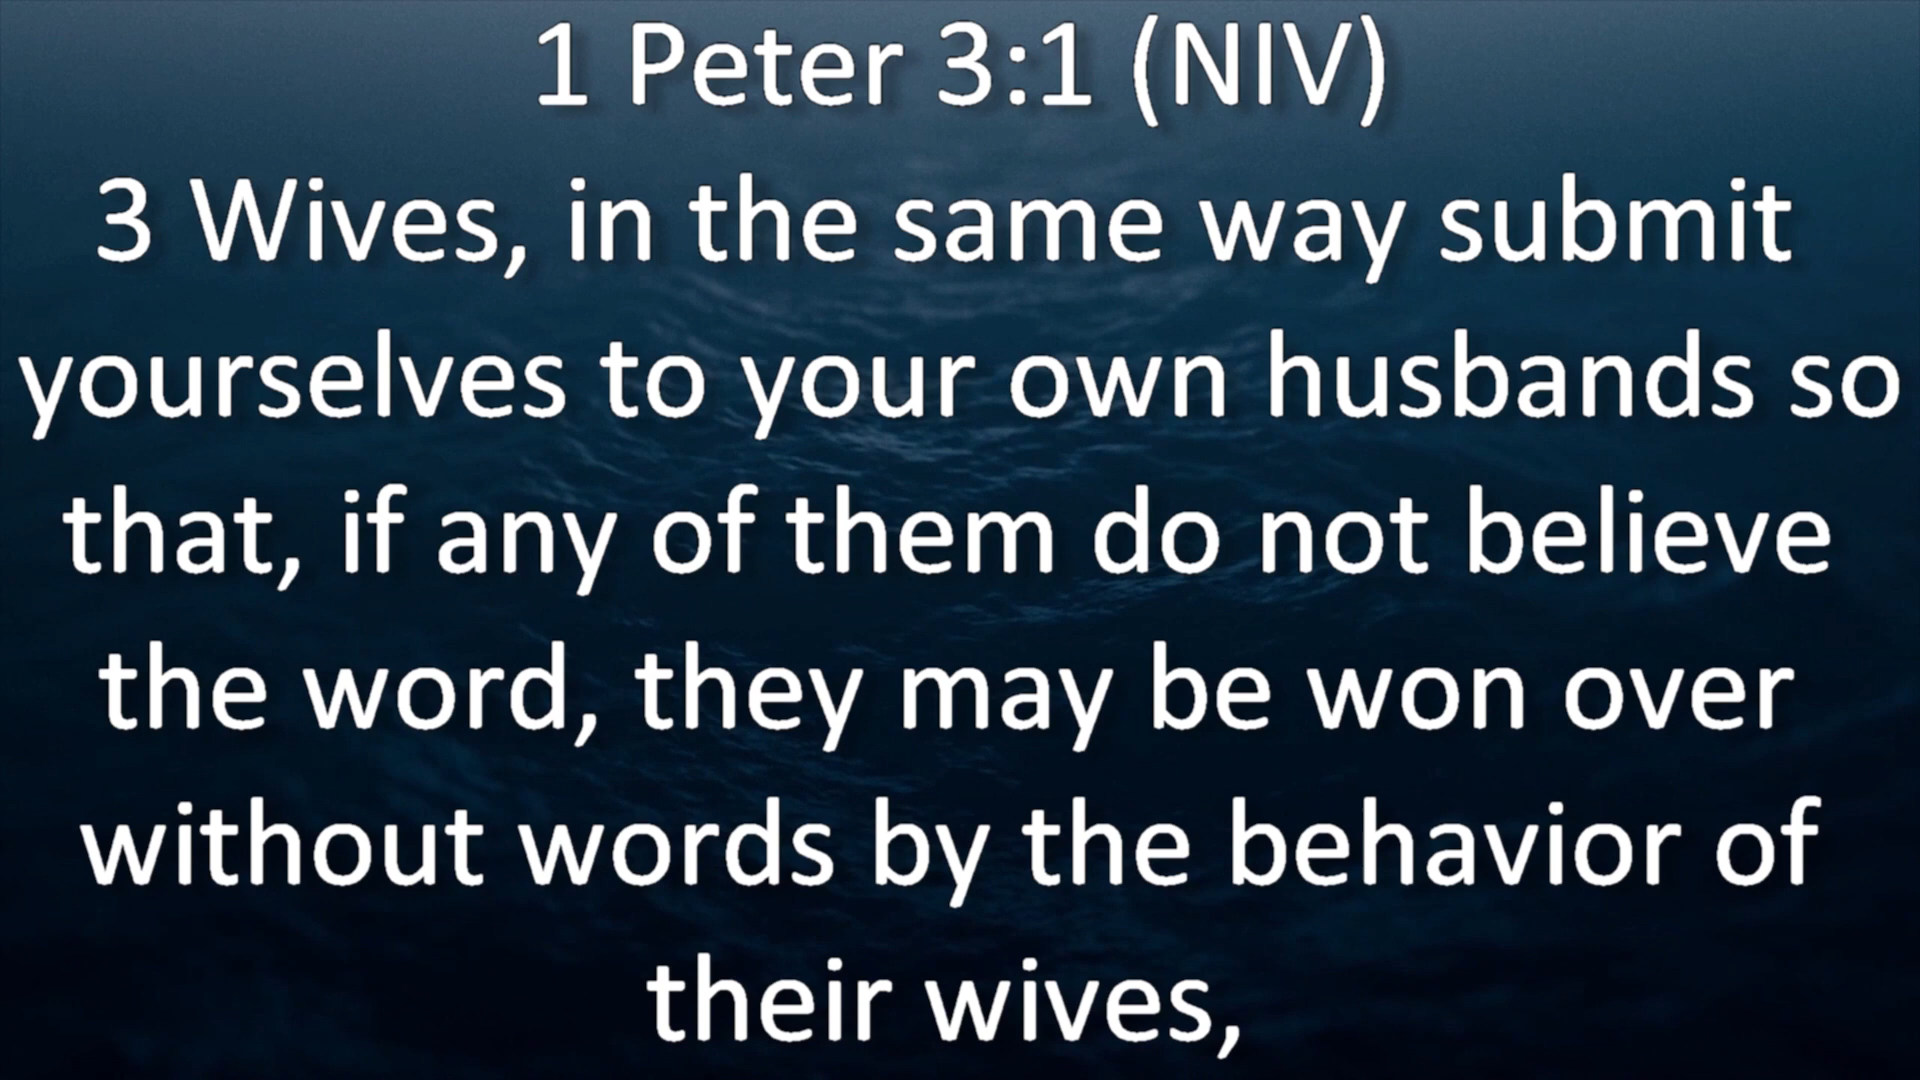 1 Peter 3:1 (NIV)
3 Wives, in the same way submit
yourselves to your own husbands so
that, if any of them do not believe
the word, they may be won over
without words by the behavior of
their wives,